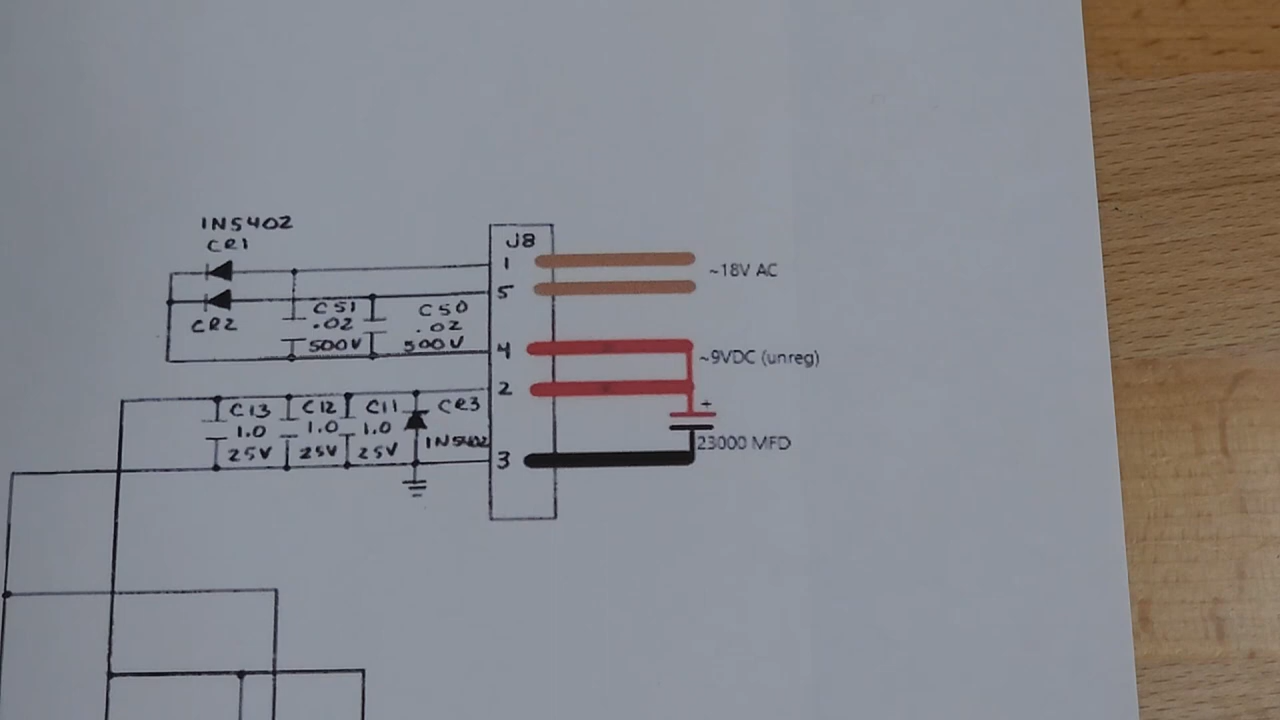 1N5402
CR1
J8
1
~18V AC
5
C51
C50
.02
.02
CR2
500V
500V
4
~9VDC (unreg)
2
C13
C12
C11
CR3
+
1.0
1.0
1.0
1N5402
23000 MFD
25V
25V
25V
3